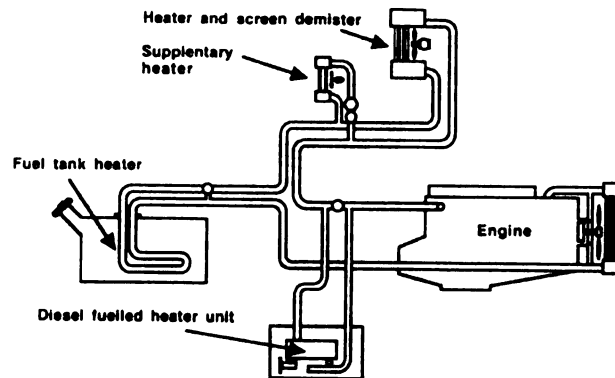 Heater and screen demister
Supplentary
heater
Fuel tank heater
Engine
Diesel fuelled heater unit